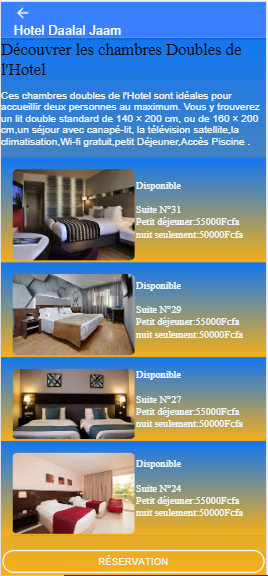 Hotel Daalal Jaam
Découvrer les chambres Doubles de
l'Hotel
Ces chambres doubles de l'Hotel sont idéales pour
accueillir deux personnes au maximum. Vous y trouverez
un lit double standard de 140 × 200 cm, ou de 160 × 200
cm,un séjour avec canapé-lit, la télévision satellite,la
climatisation,Wi-fi gratuit,petit Déjeuner,Accès Piscine .
Disponible
Suite N°31
Petit déjeuner:55000Fcfa
nuit seulement:50000Fcfa
Disponible
Suite N°29
Petit déjeuner:55000Fcfa
nuit seulement:50000Fcfa
Disponible
Suite N°27
Petit déjeuner:55000Fcfa
nuit seulement:50000Fcfa
Disponible
Suite N°24
Petit déjeuner:55000Fcfa
nuit seulement:50000Fcfa
RÉSERVATION